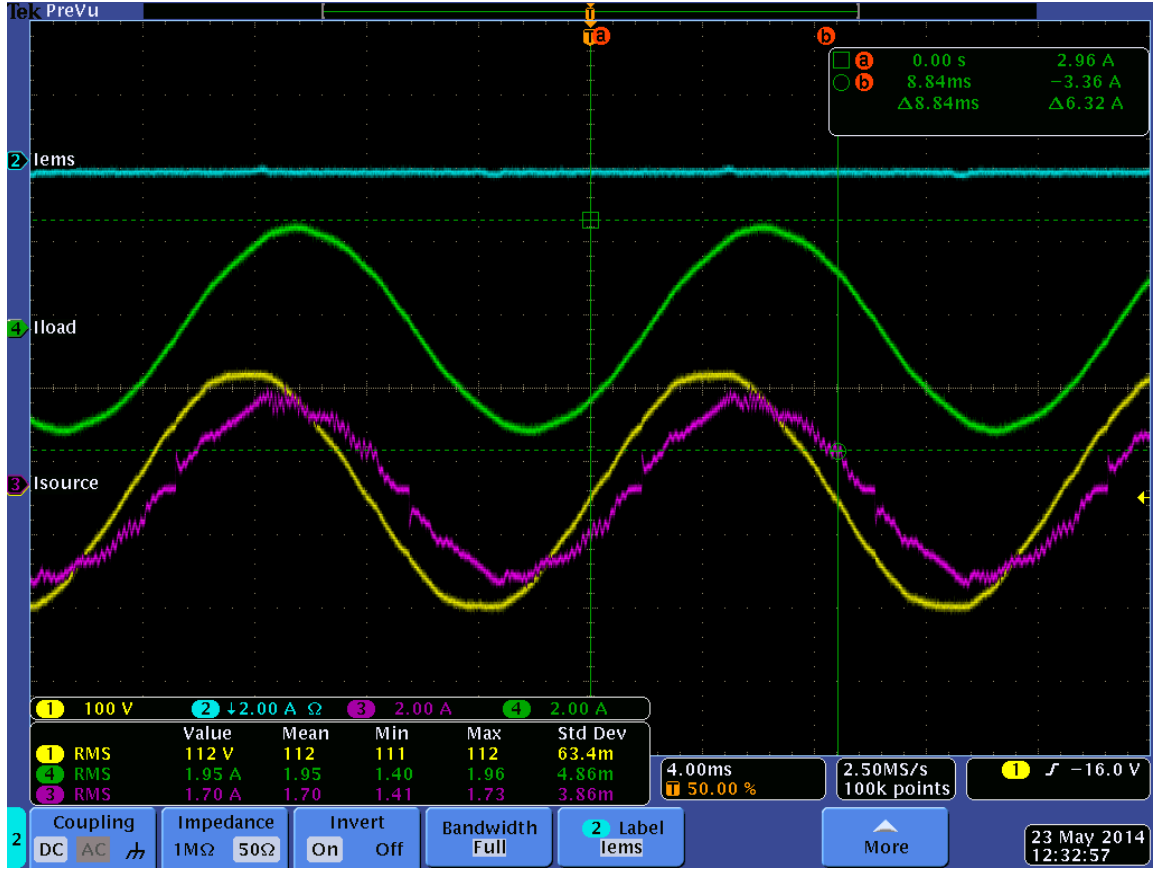 Tek PreVu
T
T a b
a 0.00 s 2.96 A
b 8.84ms −3.36 A
Δ8.84ms Δ6.32 A
2 Iems
4 Iload
3 Isource
1 100 V 2 ↓2.00 A Ω 3 2.00 A 4 2.00 A
Value Mean Min Max Std Dev
1 RMS 112 V 112 111 112 63.4m
4 RMS 1.95 A 1.95 1.40 1.96 4.86m
3 RMS 1.70 A 1.70 1.41 1.73 3.86m
4.00ms
T 50.00 %
2.50MS/s
100k points
1 −16.0 V
2
Coupling
DC AC
Impedance
1MΩ 50Ω
Invert
On Off
Bandwidth
Full
2 Label
Iems
More
23 May 2014
12:32:57